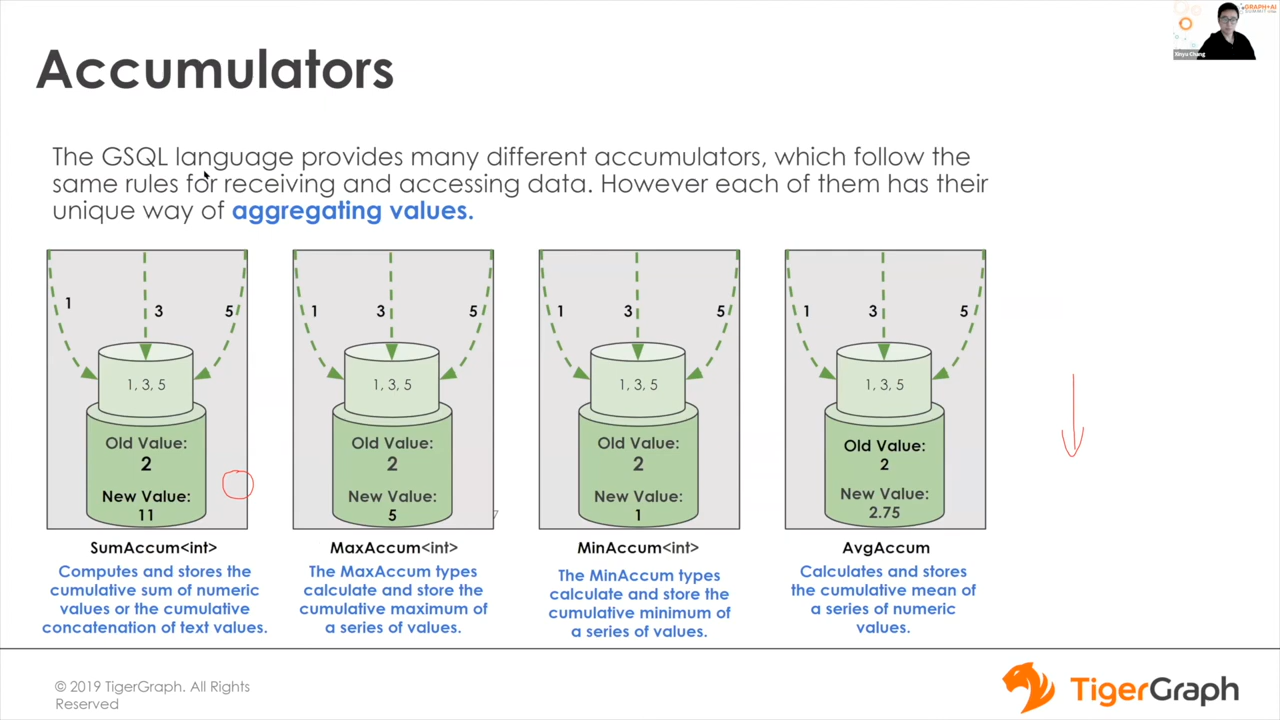 GRAPH+AI
SUMMIT
Xinyu Chang
Accumulators
The GSQL language provides many different accumulators, which follow the
same rules for receiving and accessing data. However each of them has their
unique way of aggregating values.
1
3
5
1, 3, 5
Old Value:
2
New Value:
11
SumAccum<int>
Computes and stores the
cumulative sum of numeric
values or the cumulative
concatenation of text values.
1
3
5
1, 3, 5
Old Value:
2
New Value:
5
7
MaxAccum<int>
The MaxAccum types
calculate and store the
cumulative maximum of
a series of values.
1
3
5
1, 3, 5
Old Value:
2
New Value:
1
MinAccum<int>
The MinAccum types
calculate and store the
cumulative minimum of
a series of values.
1
3
5
1, 3, 5
Old Value:
2
New Value:
2.75
AvgAccum
Calculates and stores
the cumulative mean of
a series of numeric
values.
© 2019 TigerGraph. All Rights
Reserved
TigerGraph